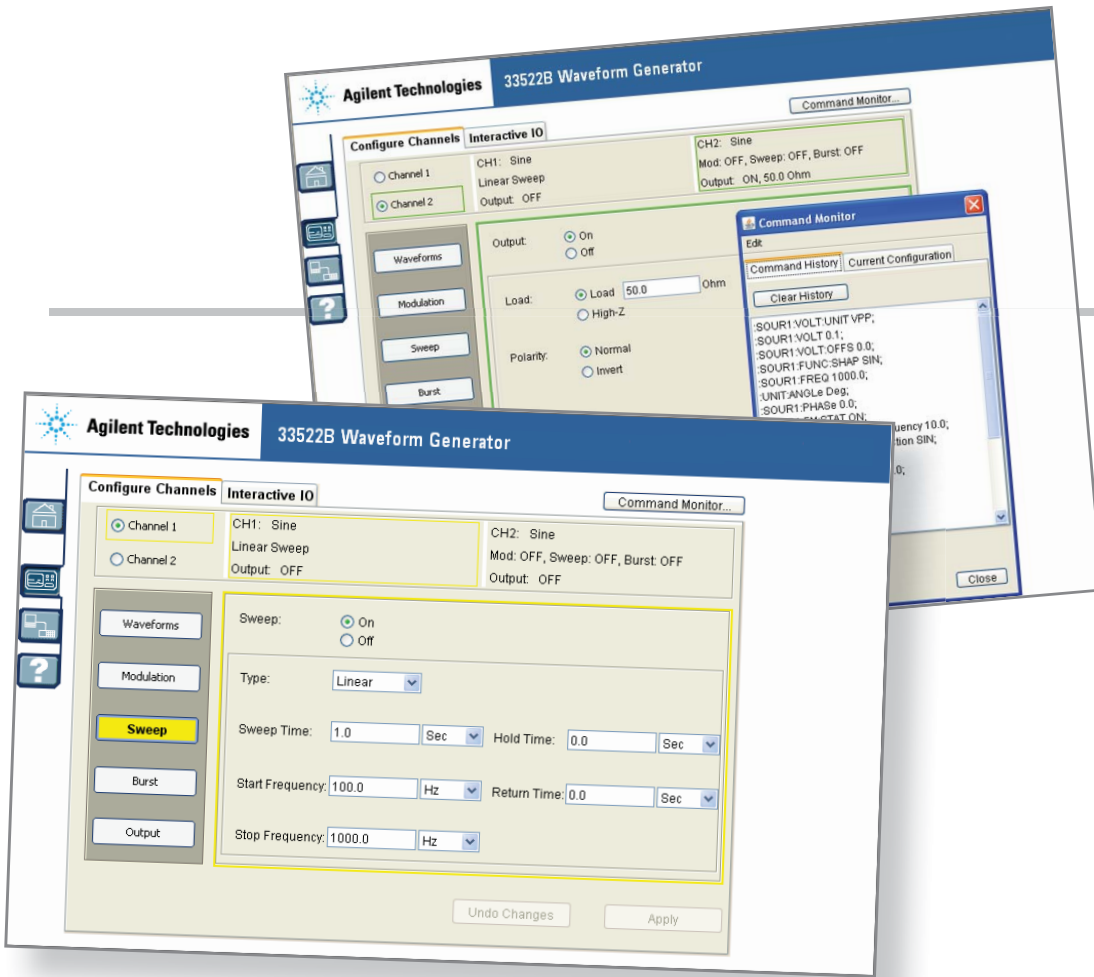 Agilent Technologies
33522B Waveform Generator
Command Monitor...
Configure Channels
Interactive IO
Channel 1
Channel 2
CH1: Sine
Linear Sweep
Output: OFF
CH2: Sine
Mod: OFF, Sweep: OFF, Burst: OFF
Output: ON, 50.0 Ohm
Waveforms
Modulation
Sweep
Burst
Output:
On
Off
Load:
Load 50.0 Ohm
High-Z
Polarity:
Normal
Invert
Command Monitor
Edit
Command History
Current Configuration
Clear History
:SOUR1:VOLT:UNIT VPP;
:SOUR1:VOLT 0.1;
:SOUR1:VOLT:OFFS 0.0;
:SOUR1:FUNC:SHAP SIN;
:SOUR1:FREQ 1000.0;
:UNIT:ANGLe Deg;
:SOUR1:PHASe 0.0;
STAT ON;
uency 10.0;
tion SIN;
.0;
Close
Agilent Technologies
33522B Waveform Generator
Configure Channels
Interactive IO
Command Monitor...
Channel 1
Channel 2
CH1: Sine
Linear Sweep
Output: OFF
CH2: Sine
Mod: OFF, Sweep: OFF, Burst: OFF
Output: OFF
Waveforms
Modulation
Sweep
Burst
Output
Sweep:
On
Off
Type: Linear
Sweep Time: 1.0 Sec Hold Time: 0.0 Sec
Start Frequency: 100.0 Hz Return Time: 0.0 Sec
Stop Frequency: 1000.0 Hz
Undo Changes
Apply
?
?